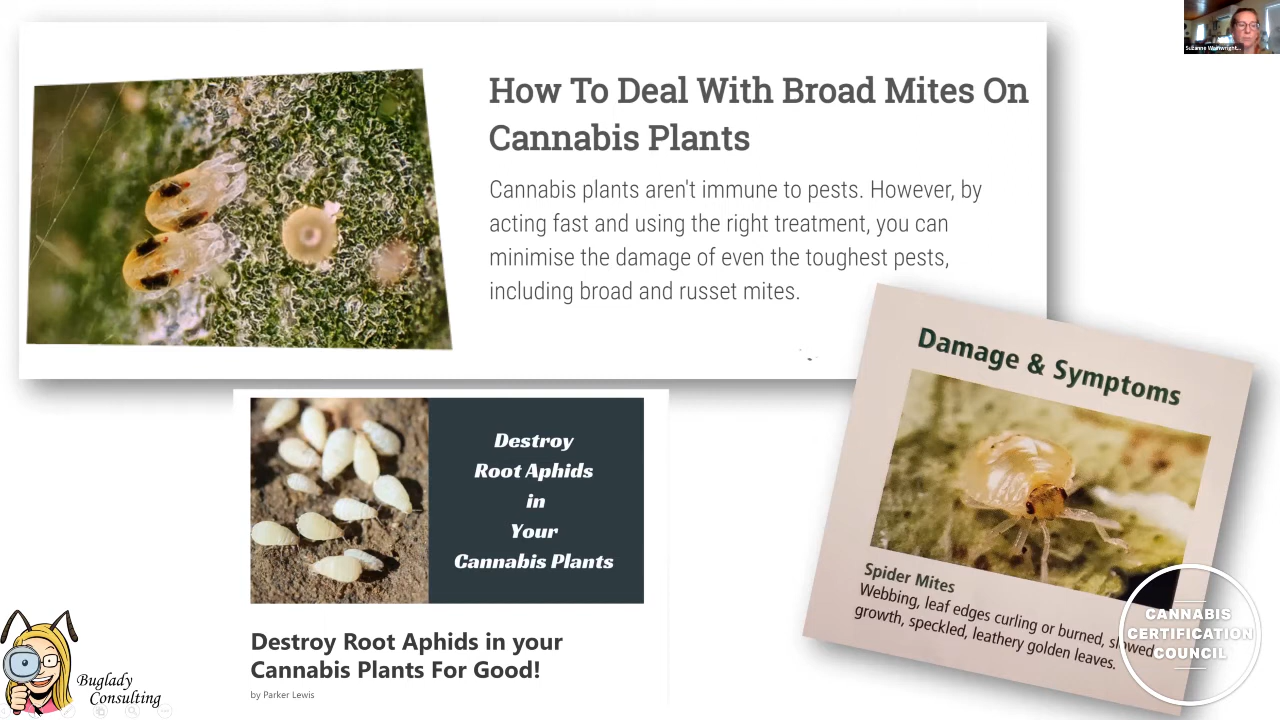 How To Deal With Broad Mites On
Cannabis Plants
Cannabis plants aren't immune to pests. However, by
acting fast and using the right treatment, you can
minimise the damage of even the toughest pests,
including broad and russet mites.
Suzanne Wainwright...
Damage & Symptoms
Spider Mites
Webbing, leaf edges curling or burned, slowed
growth, speckled, leathery golden leaves.
Destroy
Root Aphids
in
Your
Cannabis Plants
Destroy Root Aphids in your
Cannabis Plants For Good!
by Parker Lewis
Buglady
Consulting
CANNABIS
CERTIFICATION
COUNCIL